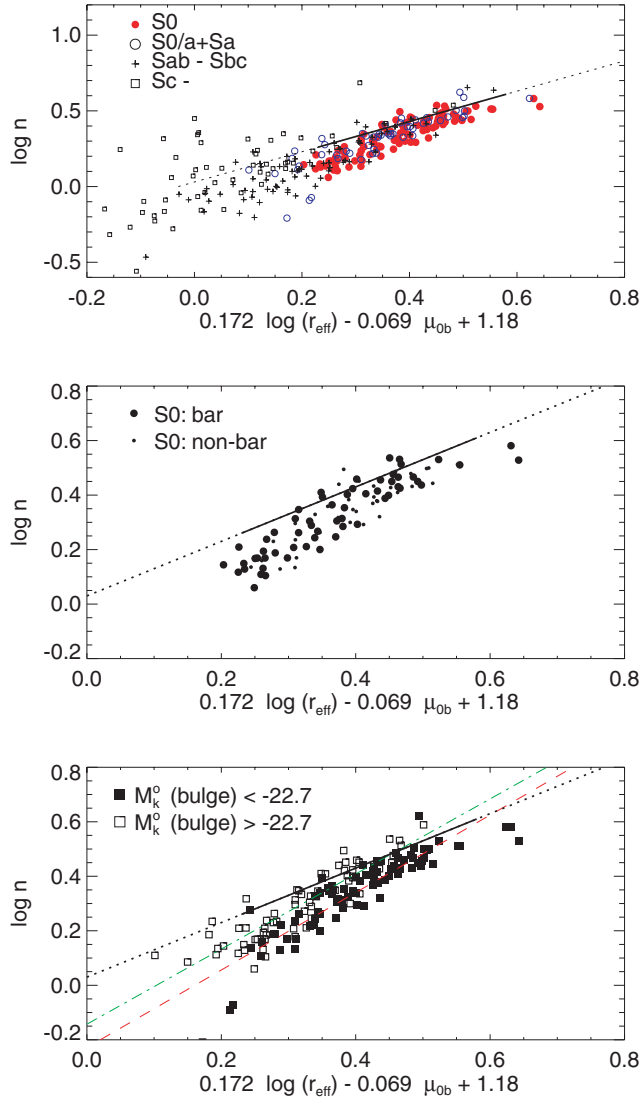 S0
S0/a+Sa
Sab - Sbc
Sc -
1.0
0.5
0.0
-0.5
log n
-0.2 0.0 0.2 0.4 0.6 0.8
0.172 log (r_eff) - 0.069 μ_0b + 1.18
S0: bar
S0: non-bar
0.8
0.6
0.4
0.2
0.0
-0.2
log n
0.0 0.2 0.4 0.6 0.8
0.172 log (r_eff) - 0.069 μ_0b + 1.18
M_k^o (bulge) < -22.7
M_k^o (bulge) > -22.7
0.8
0.6
0.4
0.2
0.0
-0.2
log n
0.0 0.2 0.4 0.6 0.8
0.172 log (r_eff) - 0.069 μ_0b + 1.18